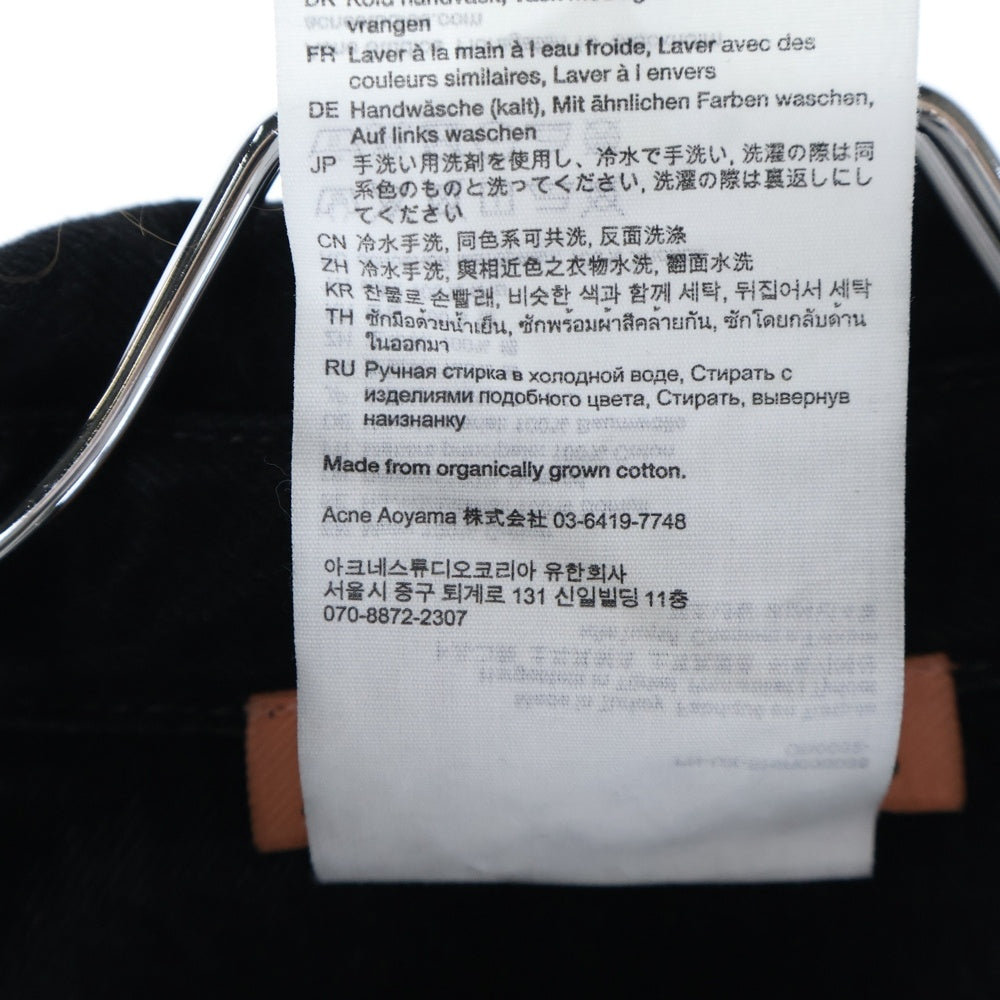 vrangen
FR Laver à la main à l eau froide, Laver avec des
couleurs similaires, Laver à l envers
DE Handwäsche (kalt), Mit ähnlichen Farben waschen,
Auf links waschen
JP 手洗い用洗剤を使用し、冷水で手洗い, 洗濯の際は同
系色のものと洗ってください, 洗濯の際は裏返しにし
てください
CN 冷水手洗, 同色系可共洗, 反面洗涤
ZH 冷水手洗, 與相近色之衣物水洗, 翻面水洗
KR 찬물로 손빨래, 비슷한 색과 함께 세탁, 뒤집어서 세탁
TH ซักมือด้วยน้ำเย็น, ซักพร้อมผ้าสีคล้ายกัน, ซักโดยกลับด้าน
ในออกมา
RU Ручная стирка в холодной воде, Стирать с
изделиями подобного цвета, Стирать, вывернув
наизнанку
Made from organically grown cotton.
Acne Aoyama 株式会社 03-6419-7748
아크네스튜디오코리아 유한회사
서울시 중구 퇴계로 131 신일빌딩 11층
070-8872-2307